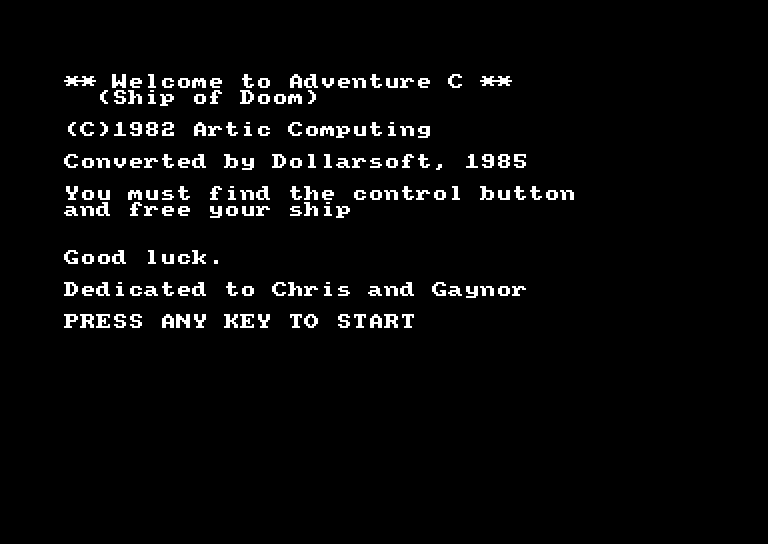 ** Welcome to Adventure C **
(Ship of Doom)
(C)1982 Artic Computing
Converted by Dollarsoft, 1985
You must find the control button
and free your ship
Good luck.
Dedicated to Chris and Gaynor
PRESS ANY KEY TO START